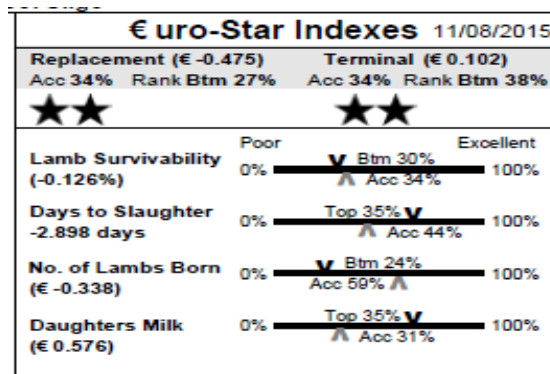 € uro-Star Indexes 11/08/2015
Replacement (€ -0.475) Terminal (€ 0.102)
Acc 34% Rank Btm 27% Acc 34% Rank Btm 38%
Poor Excellent
Lamb Survivability
(-0.126%)
0% Btm 30% 100%
Acc 34%
Days to Slaughter
-2.898 days
0% Top 35% 100%
Acc 44%
No. of Lambs Born
(€ -0.338)
0% Btm 24% 100%
Acc 59%
Daughters Milk
(€ 0.576)
0% Top 35% 100%
Acc 31%